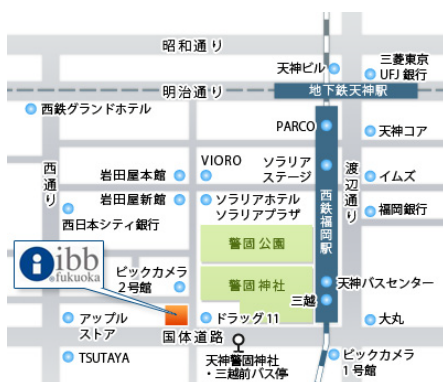 昭和通り
天神ビル
三菱東京
UFJ 銀行
明治通り
地下鉄天神駅
西鉄グランドホテル
PARCO
天神コア
西通り
岩田屋本館
VIORO
ソラリア
ステージ
渡辺通り
イムズ
岩田屋新館
西日本シティ銀行
ソラリアホテル
ソラリアプラザ
西鉄福岡駅
福岡銀行
警固公園
i ibb
fukuoka
ビックカメラ
2号館
警固神社
天神バスセンター
三越
アップル
ストア
ドラッグ11
大丸
国体道路
TSUTAYA
天神警固神社
・三越前バス停
ビックカメラ
1号館